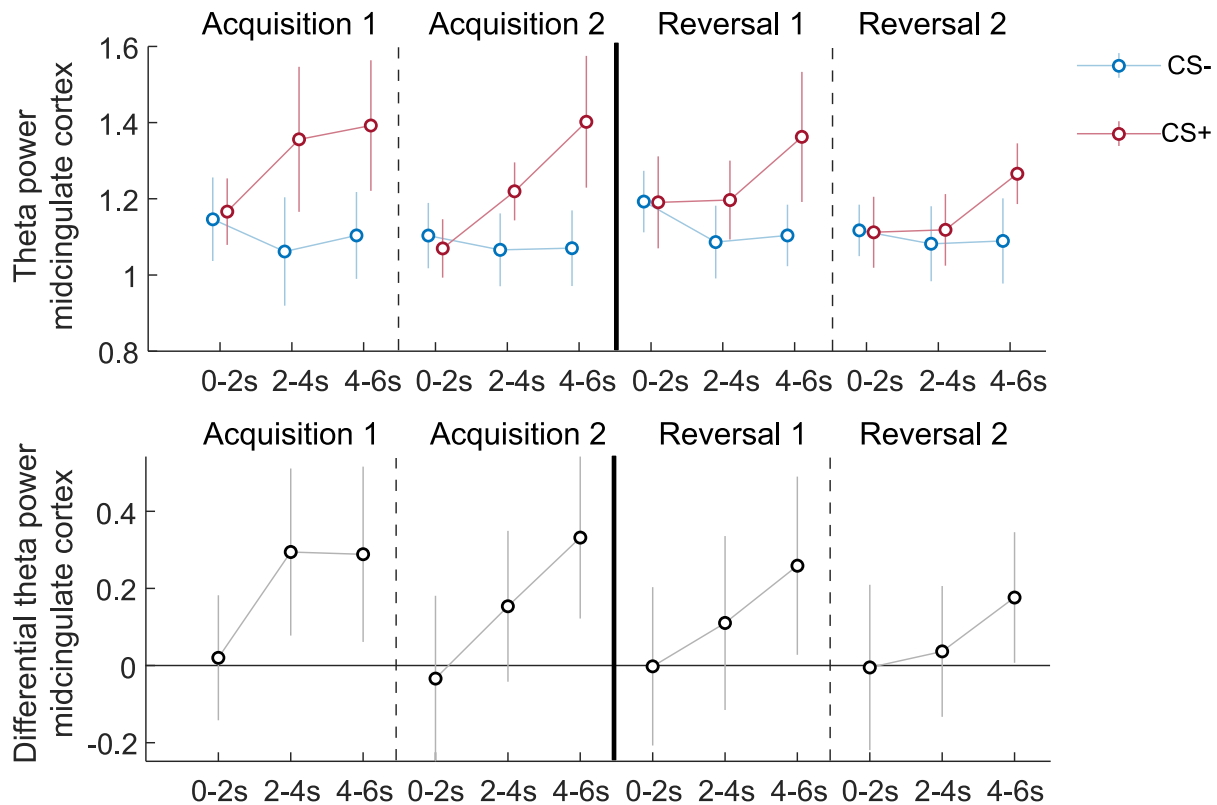 Acquisition 1 Acquisition 2 Reversal 1 Reversal 2
Theta power
midcingulate cortex
1.6
1.4
1.2
1
0.8
0-2s 2-4s 4-6s 0-2s 2-4s 4-6s 0-2s 2-4s 4-6s 0-2s 2-4s 4-6s
CS-
CS+
Acquisition 1 Acquisition 2 Reversal 1 Reversal 2
Differential theta power
midcingulate cortex
0.4
0.2
0
-0.2
0-2s 2-4s 4-6s 0-2s 2-4s 4-6s 0-2s 2-4s 4-6s 0-2s 2-4s 4-6s